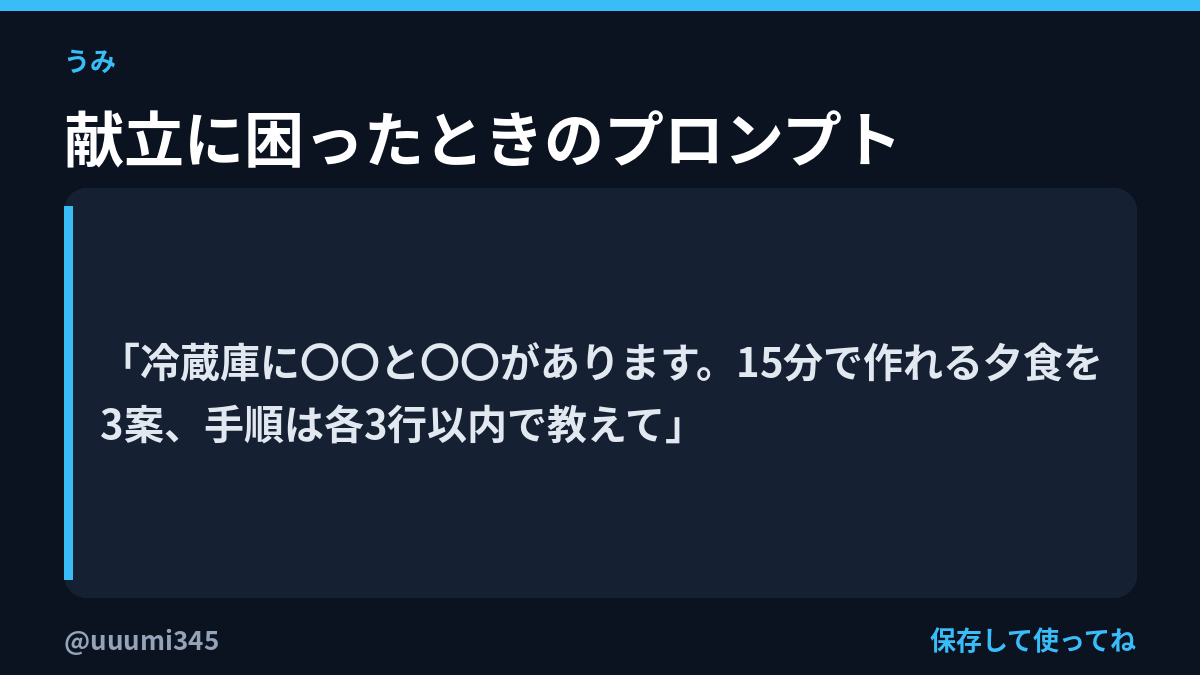 うみ
献立に困ったときのプロンプト
「冷蔵庫に〇〇と〇〇があります。15分で作れる夕食を
3案、手順は各3行以内で教えて」
@uuumi345
保存して使ってね